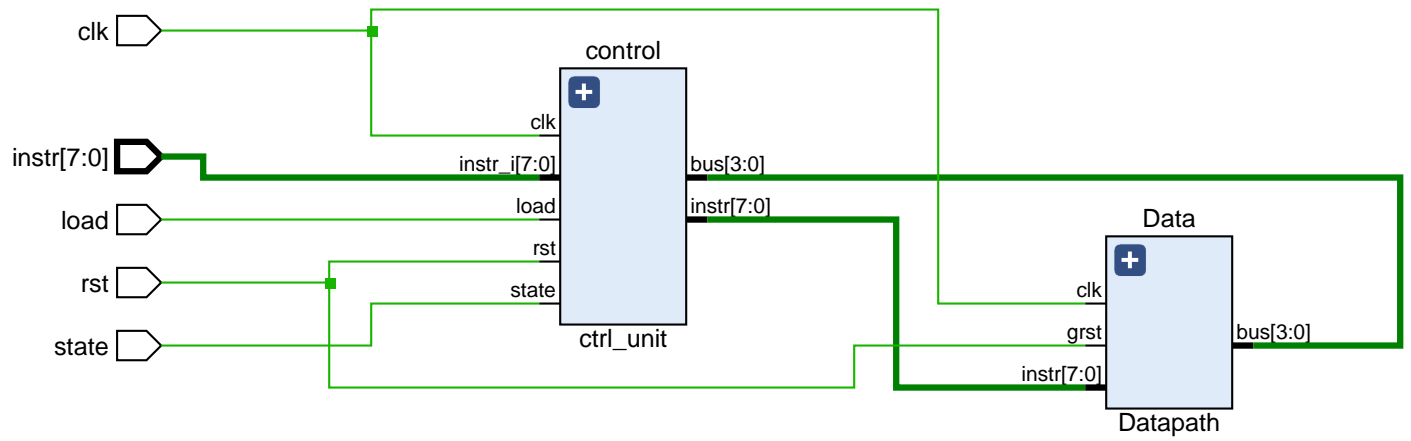 clk
instr[7:0]
load
rst
state
control
clk
instr_i[7:0]
load
rst
state
bus[3:0]
instr[7:0]
ctrl_unit
Data
clk
grst
instr[7:0]
bus[3:0]
Datapath